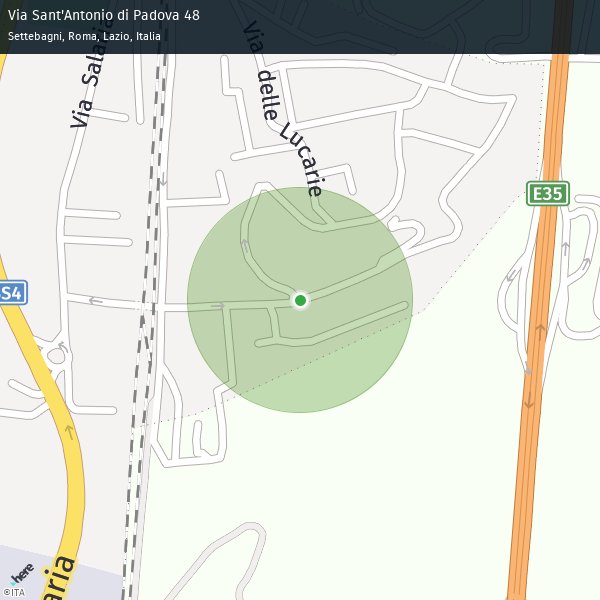 Via Sant'Antonio di Padova 48
Settebagni, Roma, Lazio, Italia
Via Salaria
Via delle Lucarie
E35
S4
aria
here
©ITA